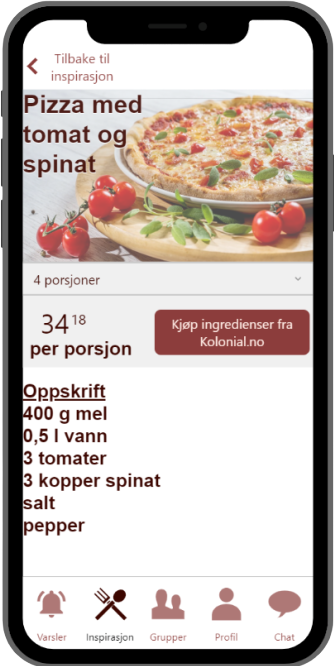 Tilbake til
inspirasjon
Pizza med
tomat og
spinat
4 porsjoner
34 18
per porsjon
Kjøp ingredienser fra
Kolonial.no
Oppskrift
400 g mel
0,5 l vann
3 tomater
3 kopper spinat
salt
pepper
Varsler Inspirasjon Grupper Profil Chat